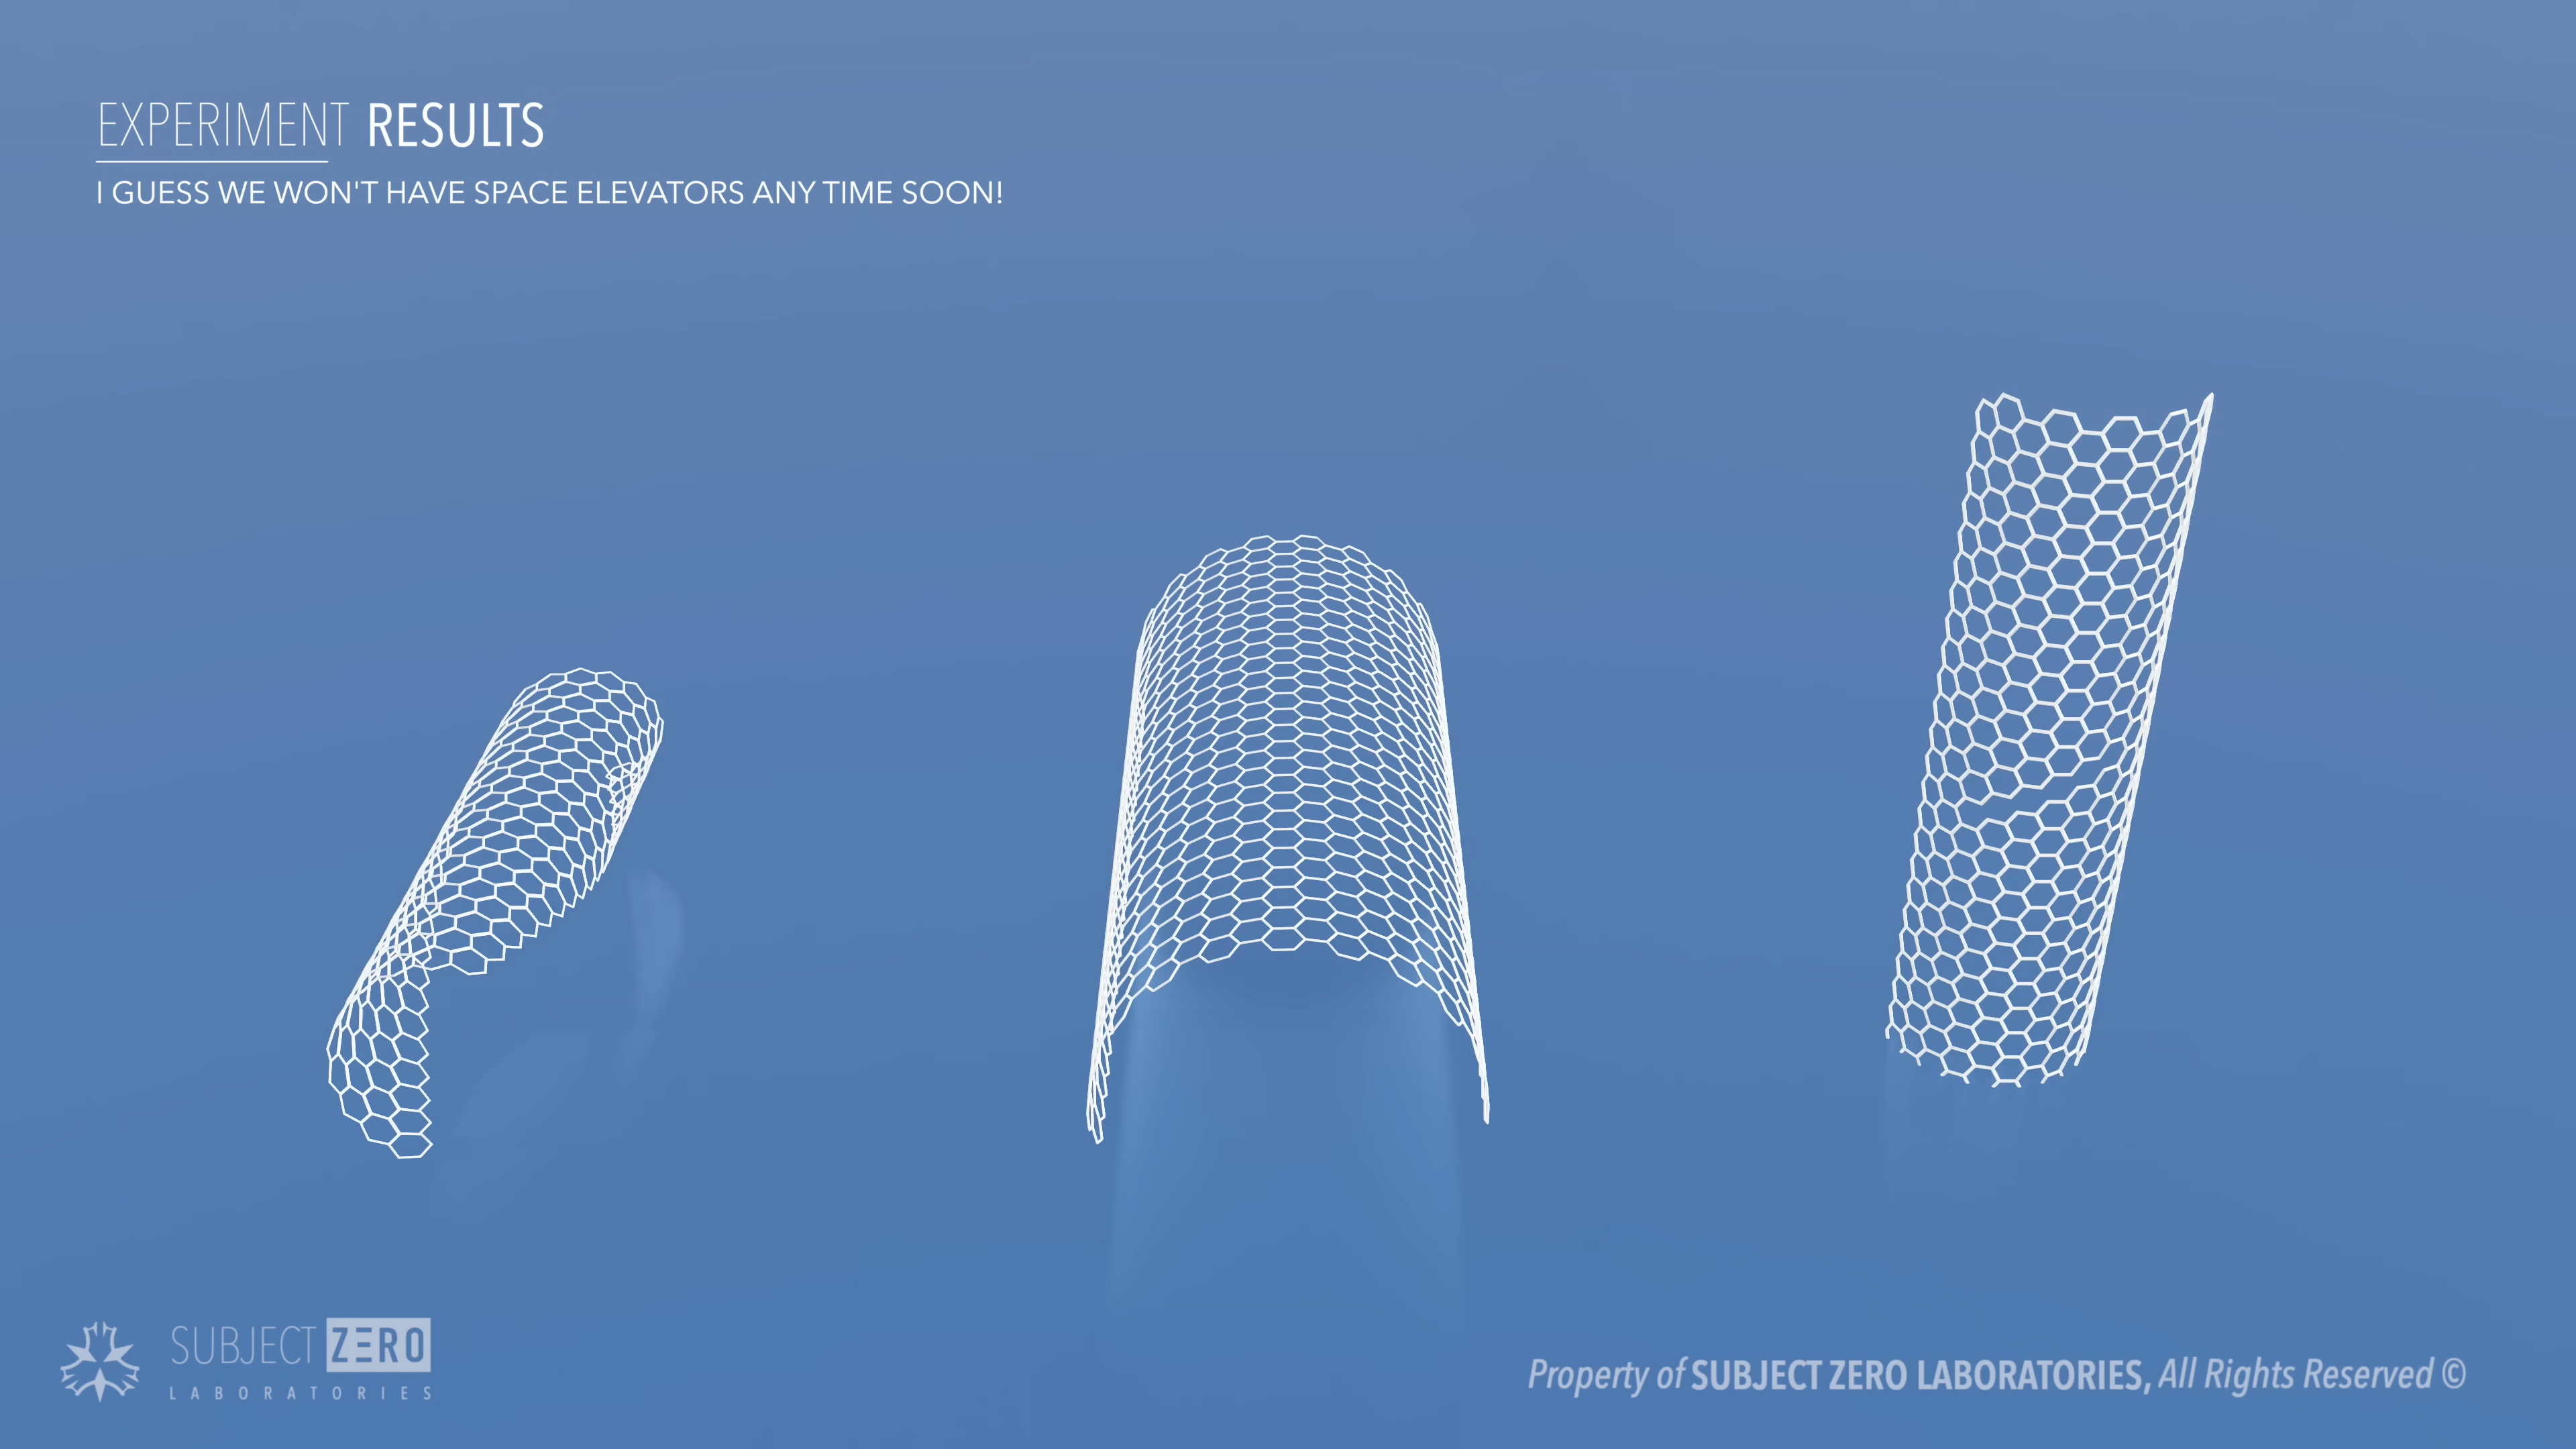 EXPERIMENT RESULTS
I GUESS WE WON'T HAVE SPACE ELEVATORS ANY TIME SOON!
SUBJECT ZERO
LABORATORIES
Property of SUBJECT ZERO LABORATORIES, All Rights Reserved ©